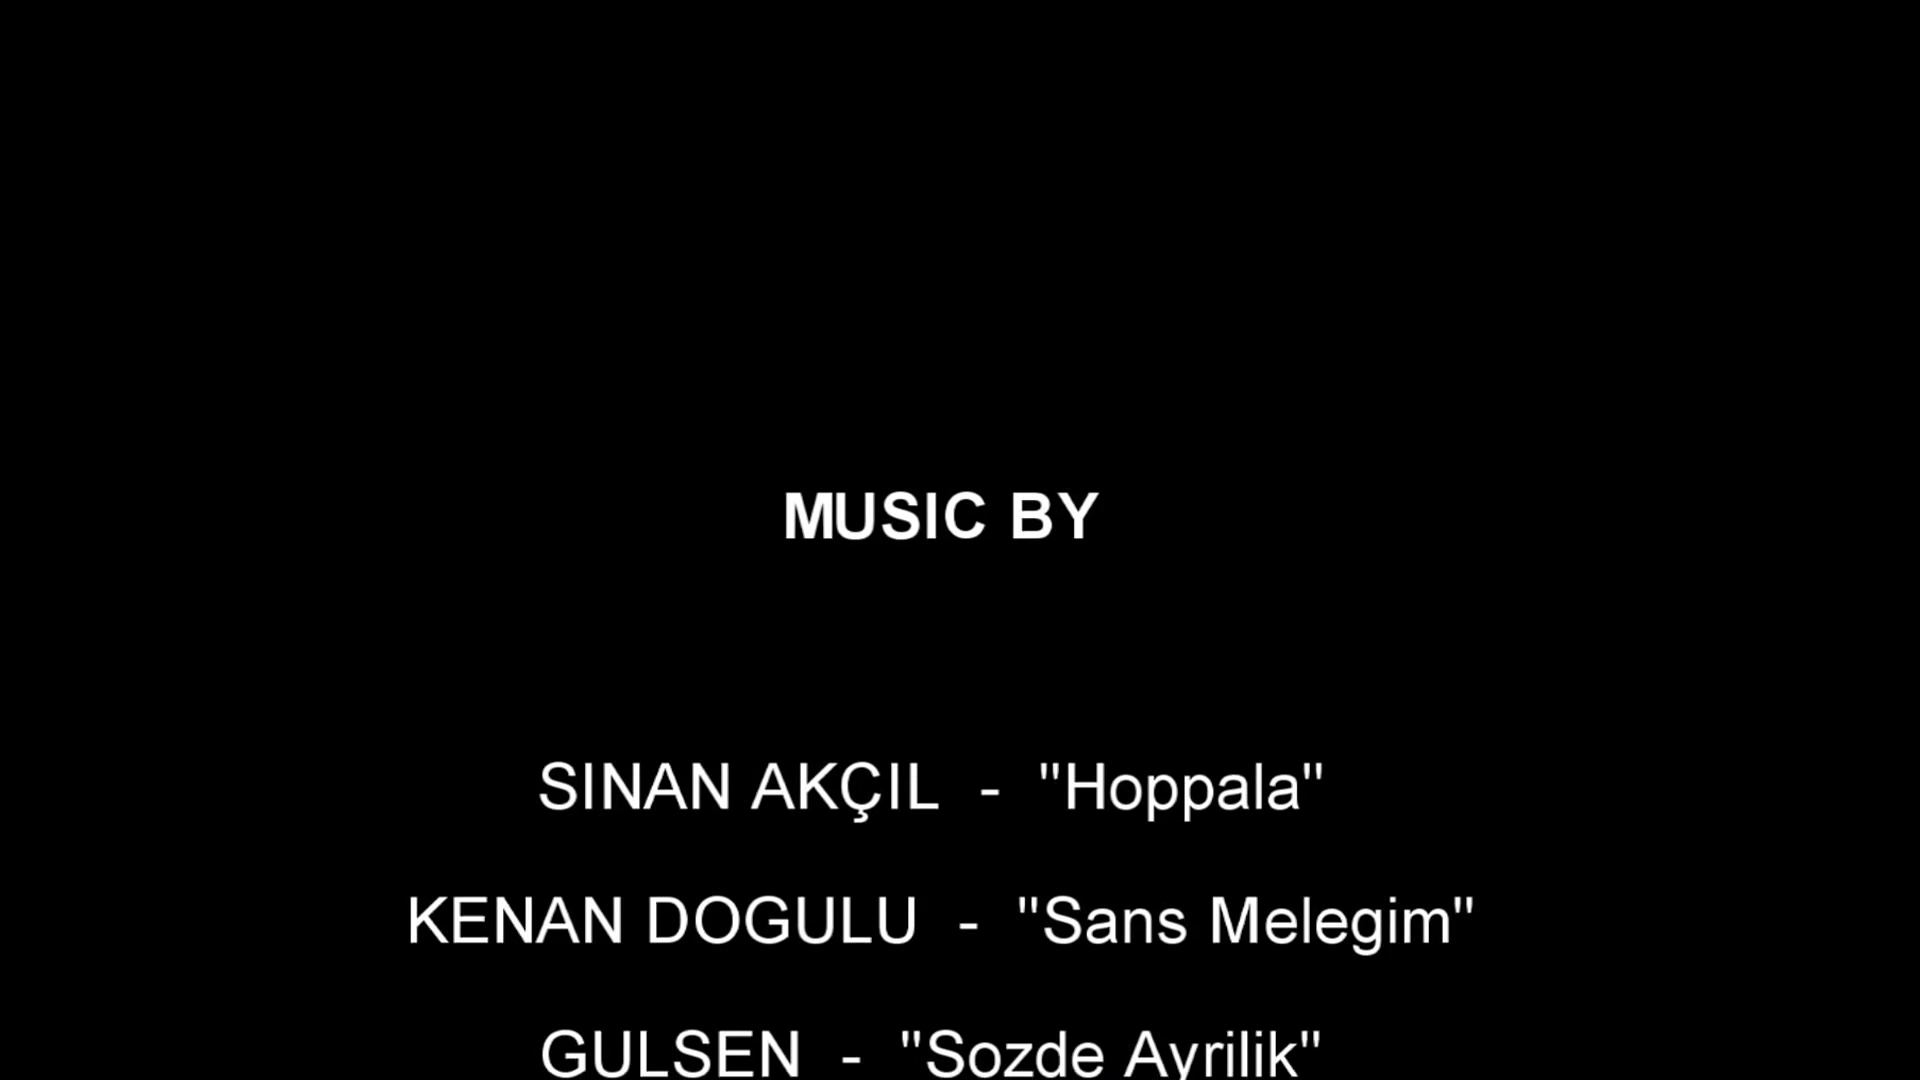 MUSIC BY
SINAN AKÇIL - "Hoppala"
KENAN DOGULU - "Sans Melegim"
GULSEN - "Sozde Ayrilik"